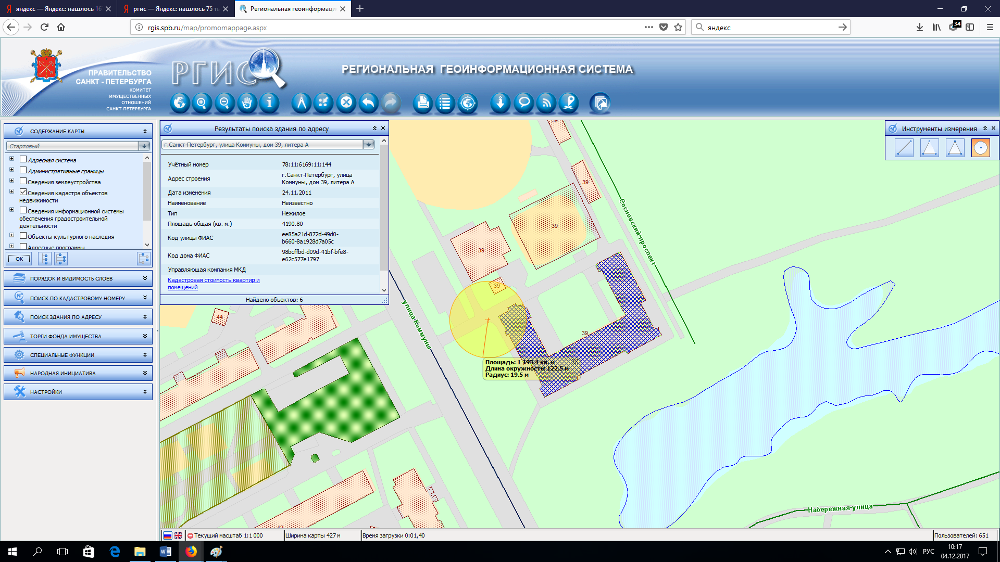 яндекс — Яндекс: нашлось 16
ргис — Яндекс: нашлось 75 ты
Региональная геоинформаци
rgis.spb.ru/map/promomappage.aspx
яндекс
34
ПРАВИТЕЛЬСТВО
САНКТ - ПЕТЕРБУРГА
КОМИТЕТ
ИМУЩЕСТВЕННЫХ
ОТНОШЕНИЙ
САНКТ-ПЕТЕРБУРГА
РГИС
РЕГИОНАЛЬНАЯ ГЕОИНФОРМАЦИОННАЯ СИСТЕМА
СОДЕРЖАНИЕ КАРТЫ
Стартовый
Адресная система
Административные границы
Сведения землеустройства
Сведения кадастра объектов
недвижимости
Сведения информационной системы
обеспечения градостроительной
деятельности
Объекты культурного наследия
Адресные программы
ОК
ПОРЯДОК И ВИДИМОСТЬ СЛОЕВ
ПОИСК ПО КАДАСТРОВОМУ НОМЕРУ
ПОИСК ЗДАНИЯ ПО АДРЕСУ
ТОРГИ ФОНДА ИМУЩЕСТВА
СПЕЦИАЛЬНЫЕ ФУНКЦИИ
НАРОДНАЯ ИНИЦИАТИВА
НАСТРОЙКИ
Результаты поиска здания по адресу
г.Санкт-Петербург, улица Коммуны, дом 39, литера А
Учётный номер 78:11:6169:11:144
Адрес строения г.Санкт-Петербург, улица
Коммуны, дом 39, литера А
Дата изменения 24.11.2011
Наименование Неизвестно
Тип Нежилое
Площадь общая (кв. м.) 4190.80
Код улицы ФИАС ee85a21d-872d-49d0-
b660-8a1928d7a05c
Код дома ФИАС 98bcffbd-d09d-41bf-bfe8-
e62c577e1797
Управляющая компания МКД
Кадастровая стоимость квартир и
помещений
Найдено объектов: 6
Инструменты измерения
39
39
39
39
39
39
44
42
Сосновский проспект
улица Коммуны
Набережная улица
Площадь: 1 193.4 кв. м
Длина окружности: 122.5 м
Радиус: 19.5 м
Текущий масштаб 1:1 000
Ширина карты 427 м
Время загрузки 0:01,40
Пользователей: 651
РУС
10:17
04.12.2017